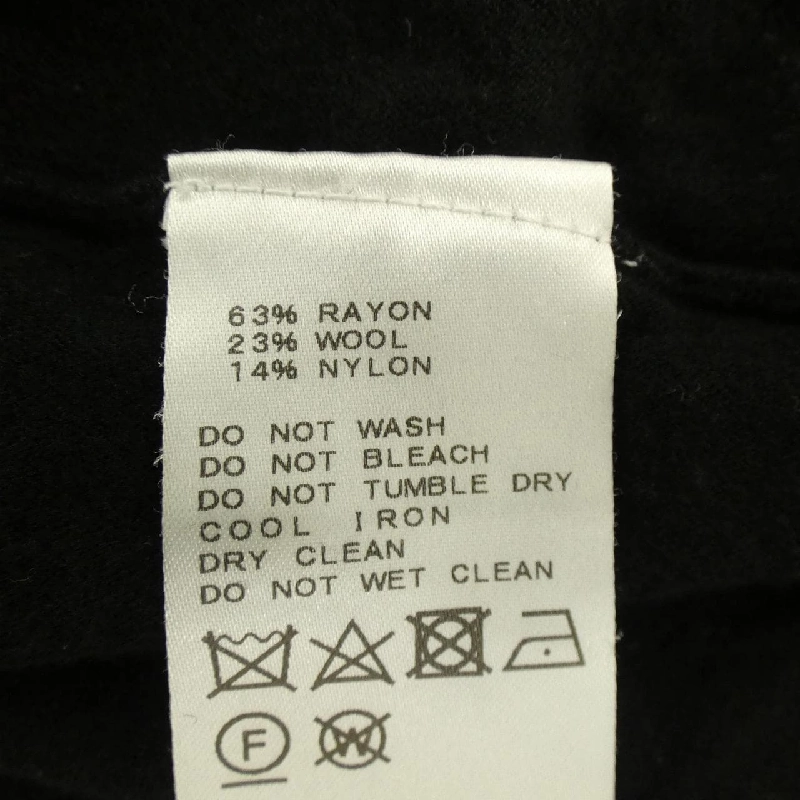 63% RAYON
23% WOOL
14% NYLON
DO NOT WASH
DO NOT BLEACH
DO NOT TUMBLE DRY
COOL IRON
DRY CLEAN
DO NOT WET CLEAN
F W